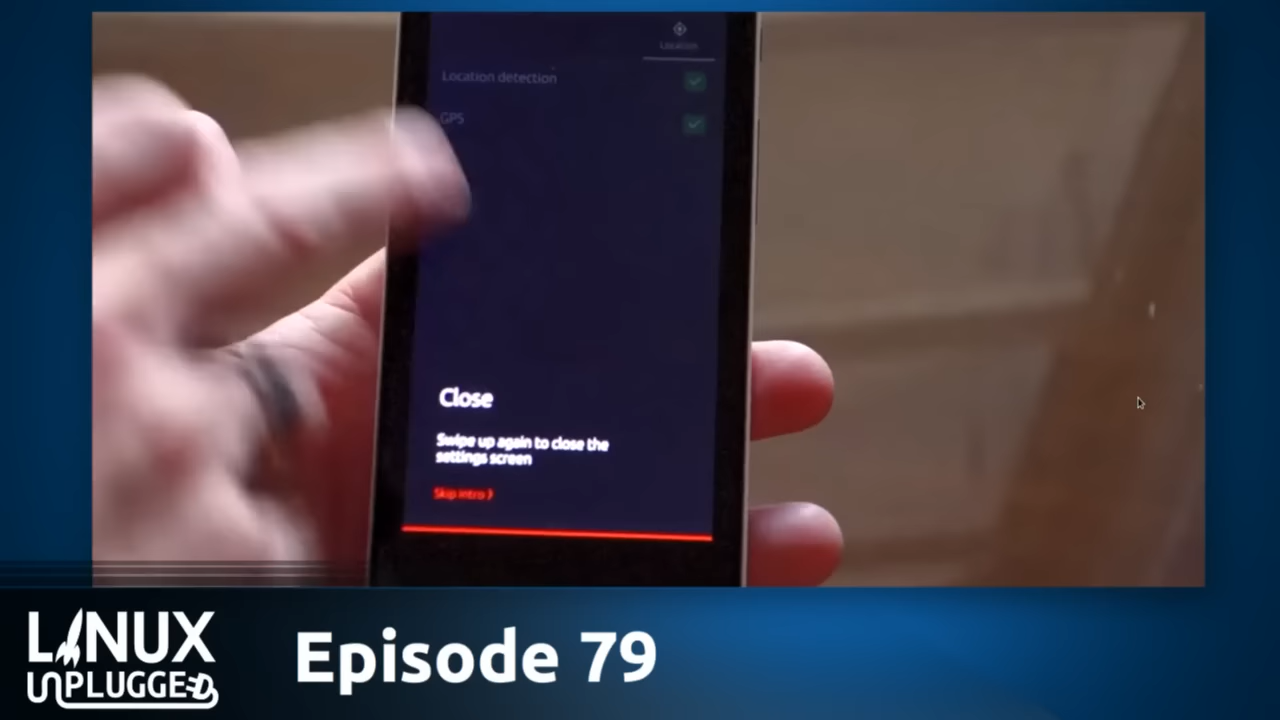 Location
Location detection
GPS
Close
Swipe up again to close the
settings screen
Skip intro >
LINUX
UNPLUGGED
Episode 79